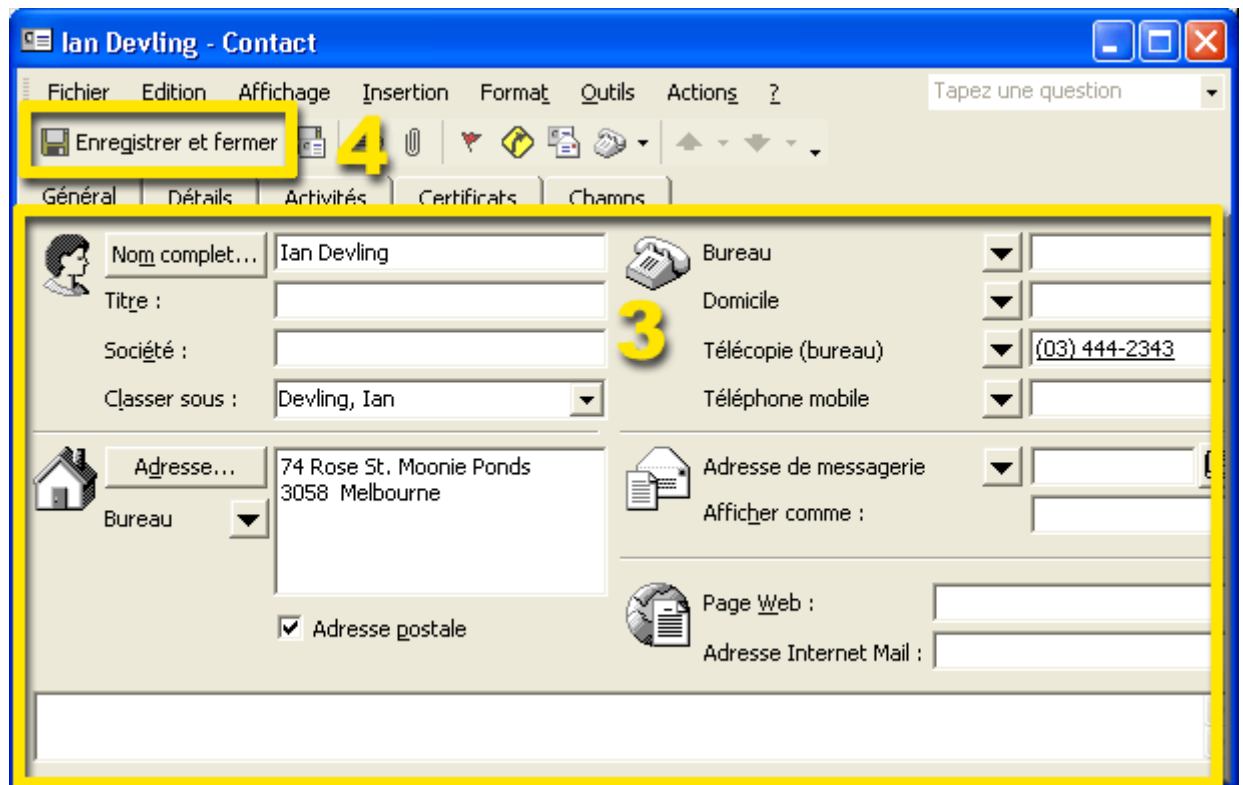 Ian Devling - Contact
Fichier Edition Affichage Insertion Format Outils Actions ? Tapez une question
Enregistrer et fermer 4
Général Détails Activités Certificats Champs
Nom complet... Ian Devling
Titre :
Société :
Classer sous : Devling, Ian
Adresse... 74 Rose St. Moonie Ponds
3058 Melbourne
Bureau
Adresse postale
3
Bureau
Domicile
Télécopie (bureau) (03) 444-2343
Téléphone mobile
Adresse de messagerie
Afficher comme :
Page Web :
Adresse Internet Mail :